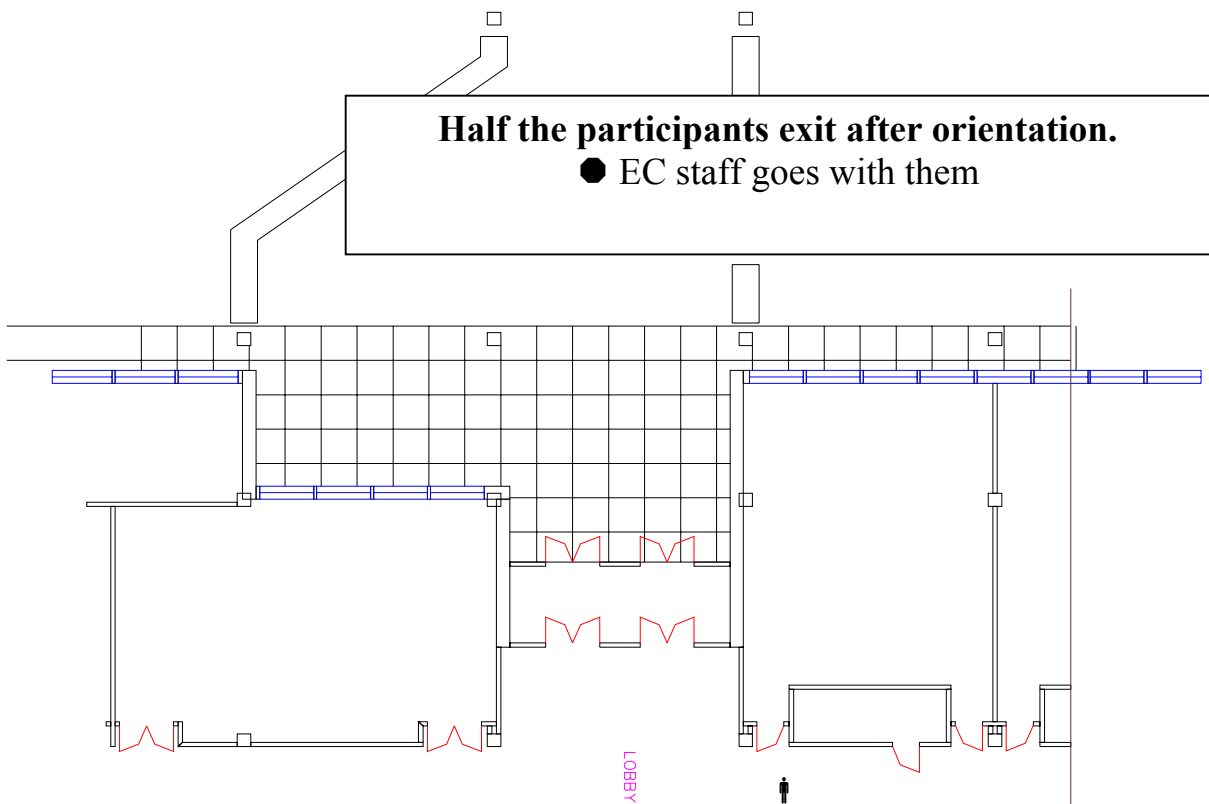 Half the participants exit after orientation.
● EC staff goes with them
LOBBY